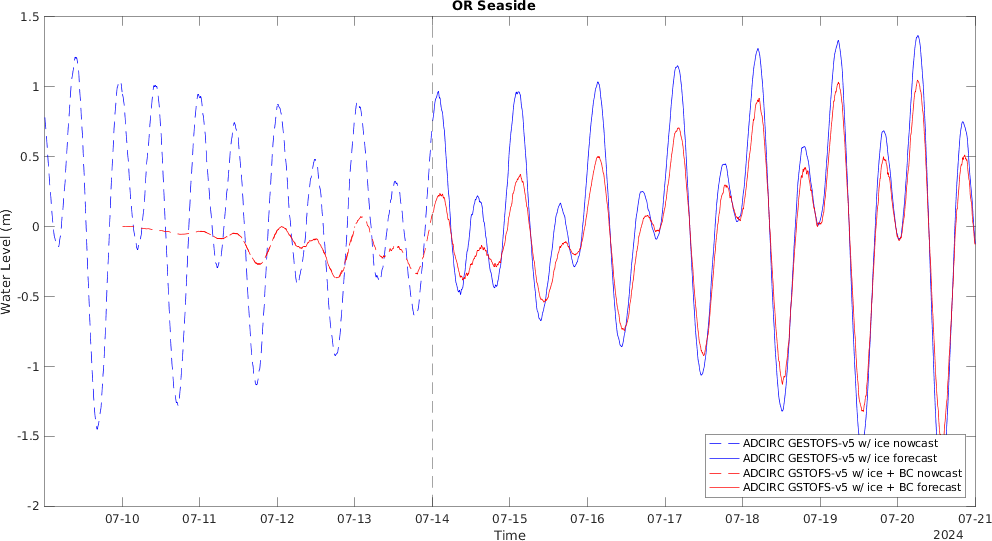 OR Seaside
1.5
1
0.5
0
-0.5
-1
-1.5
-2
Water Level (m)
07-10 07-11 07-12 07-13 07-14 07-15 07-16 07-17 07-18 07-19 07-20 07-21
Time
2024
ADCIRC GESTOFS-v5 w/ ice nowcast
ADCIRC GESTOFS-v5 w/ ice forecast
ADCIRC GSTOFS-v5 w/ ice + BC nowcast
ADCIRC GSTOFS-v5 w/ ice + BC forecast